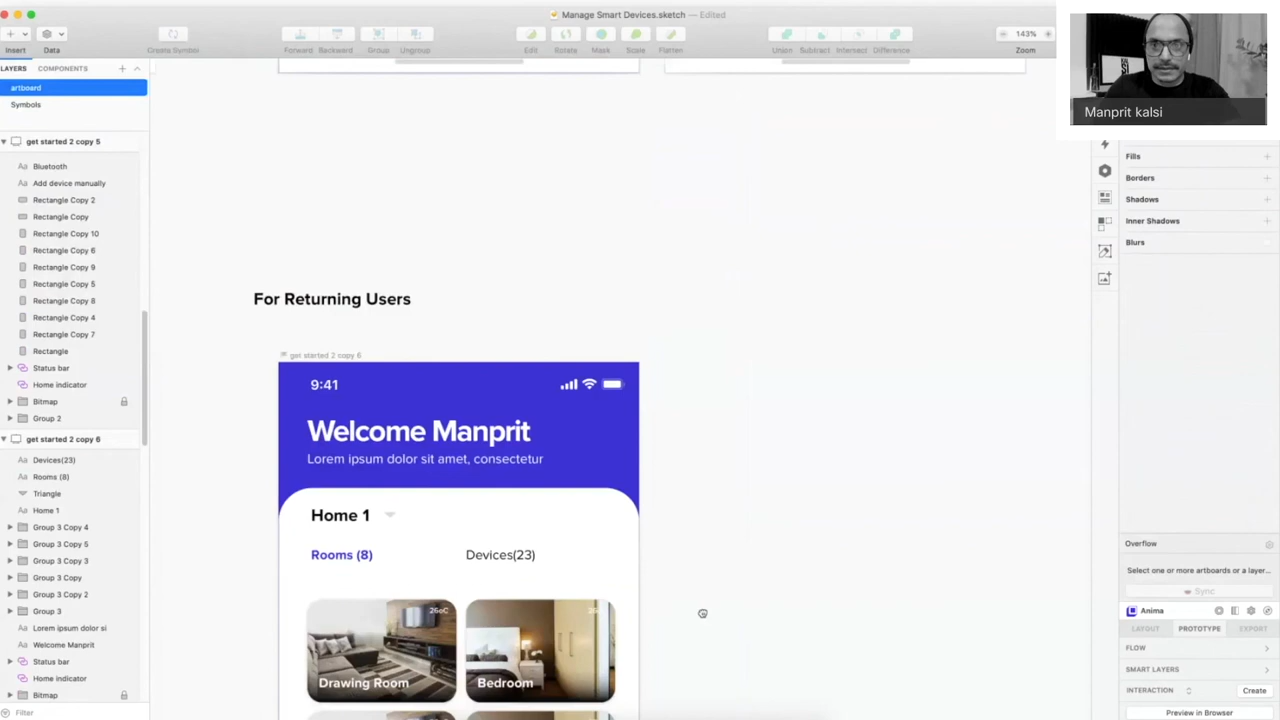 Manage Smart Devices.sketch — Edited
Insert
Data
Create Symbol
Forward
Backward
Group
Ungroup
Edit
Rotate
Mask
Scale
Flatten
Union
Subtract
Intersect
Difference
143%
Zoom
Manprit kalsi
LAYERS
COMPONENTS
artboard
Symbols
get started 2 copy 5
Bluetooth
Add device manually
Rectangle Copy 2
Rectangle Copy
Rectangle Copy 10
Rectangle Copy 6
Rectangle Copy 9
Rectangle Copy 5
Rectangle Copy 8
Rectangle Copy 4
Rectangle Copy 7
Rectangle
Status bar
Home indicator
Bitmap
Group 2
get started 2 copy 6
Devices(23)
Rooms (8)
Triangle
Home 1
Group 3 Copy 4
Group 3 Copy 5
Group 3 Copy 3
Group 3 Copy
Group 3 Copy 2
Group 3
Lorem ipsum dolor si
Welcome Manprit
Status bar
Home indicator
Bitmap
Filter
For Returning Users
get started 2 copy 6
9:41
Welcome Manprit
Lorem ipsum dolor sit amet, consectetur
Home 1
Rooms (8)
Devices(23)
26oC
Drawing Room
Bedroom
Fills
Borders
Shadows
Inner Shadows
Blurs
Overflow
Select one or more artboards or a layer...
Sync
Anima
LAYOUT
PROTOTYPE
EXPORT
FLOW
SMART LAYERS
INTERACTION
Create
Preview in Browser